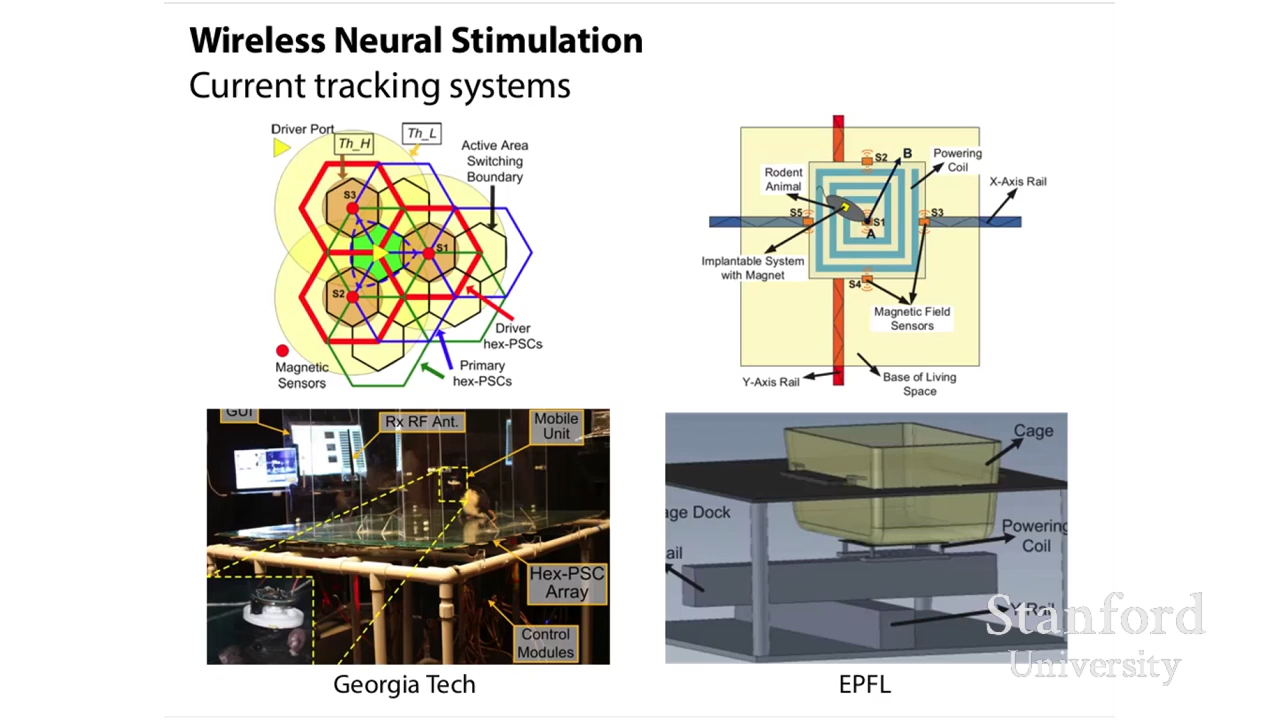 Wireless Neural Stimulation
Current tracking systems
Driver Port
Th_H
Th_L
Active Area
Switching
Boundary
S3
S1
S2
Driver
hex-PSCs
Primary
hex-PSCs
Magnetic
Sensors
B
S2
Powering
Coil
Rodent
Animal
X-Axis Rail
S5
S1
S3
A
Implantable System
with Magnet
S4
Magnetic Field
Sensors
Y-Axis Rail
Base of Living
Space
GUI
Rx RF Ant.
Mobile
Unit
Hex-PSC
Array
Control
Modules
Cage
age Dock
Powering
Coil
ail
Y Rail
Georgia Tech
EPFL
Stanford
University